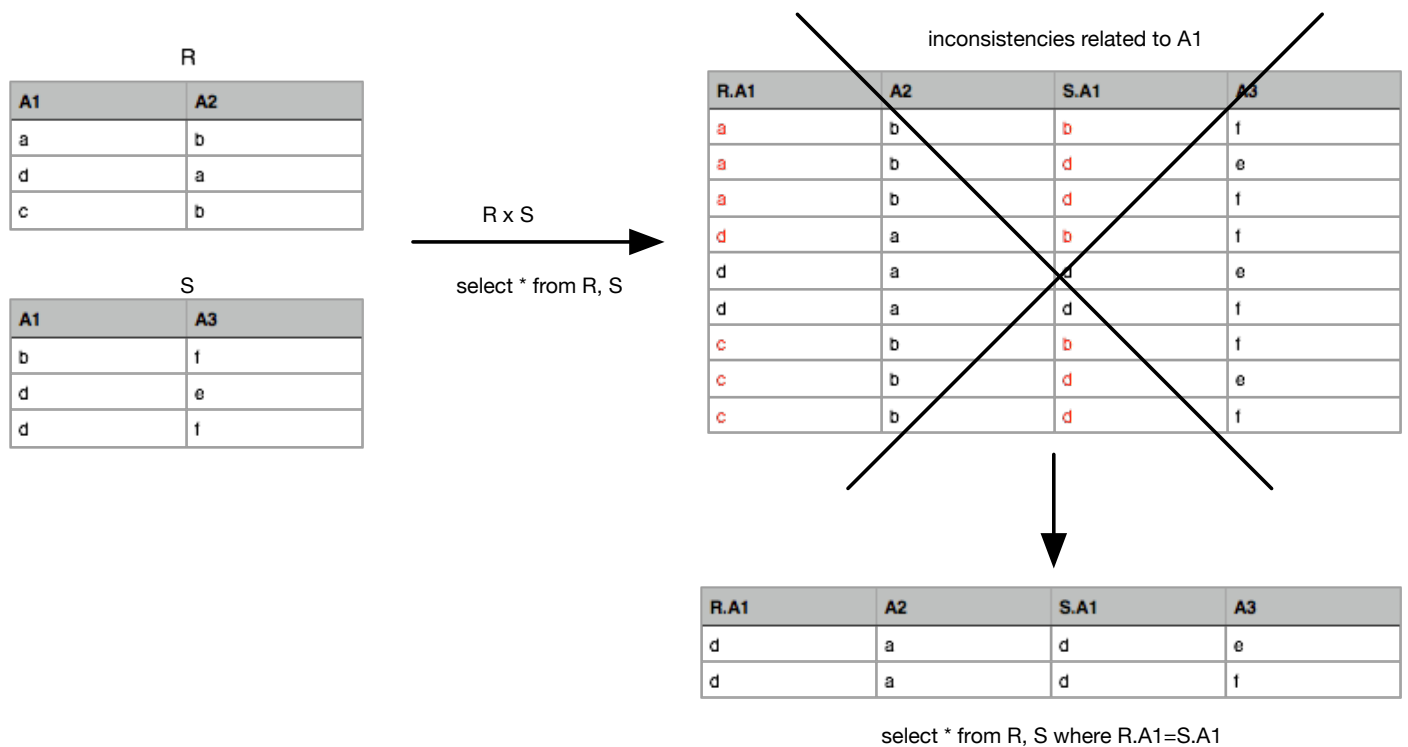 R
A1 A2
a b
d a
c b
S
A1 A3
b f
d e
d f
R x S
select * from R, S
inconsistencies related to A1
R.A1 A2 S.A1 A3
a b b f
a b d e
a b d f
d a b f
d a d e
d a d f
c b b f
c b d e
c b d f
R.A1 A2 S.A1 A3
d a d e
d a d f
select * from R, S where R.A1=S.A1